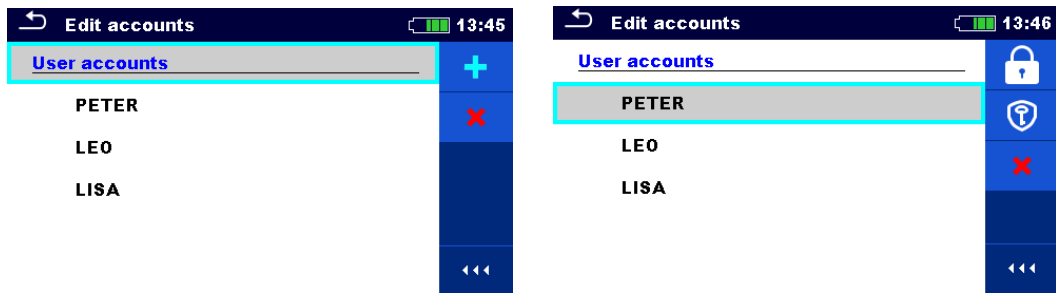 Edit accounts 13:45
User accounts
PETER
LEO
LISA
Edit accounts 13:46
User accounts
PETER
LEO
LISA